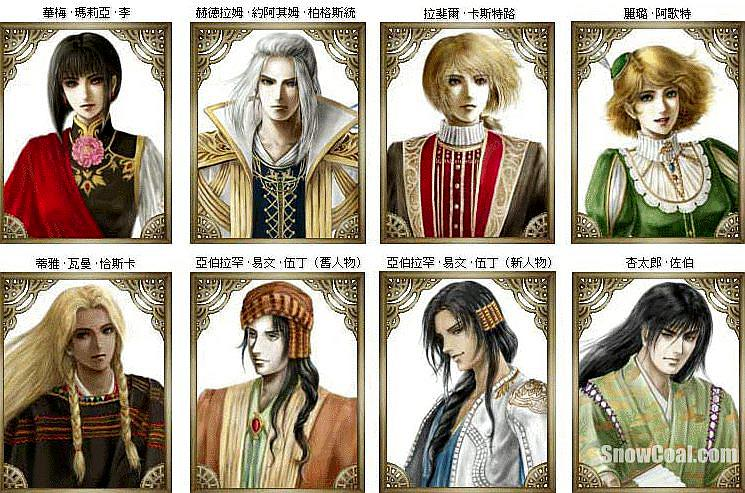 華梅·瑪莉亞·李
赫德拉姆·約阿其姆·柏格斯統
拉斐爾·卡斯特路
麗璐·阿歌特
蒂雅·瓦曼·恰斯卡
亞伯拉罕·易文·伍丁（舊人物）
亞伯拉罕·易文·伍丁（新人物）
杏太郎·佐伯
SnowCoal.com